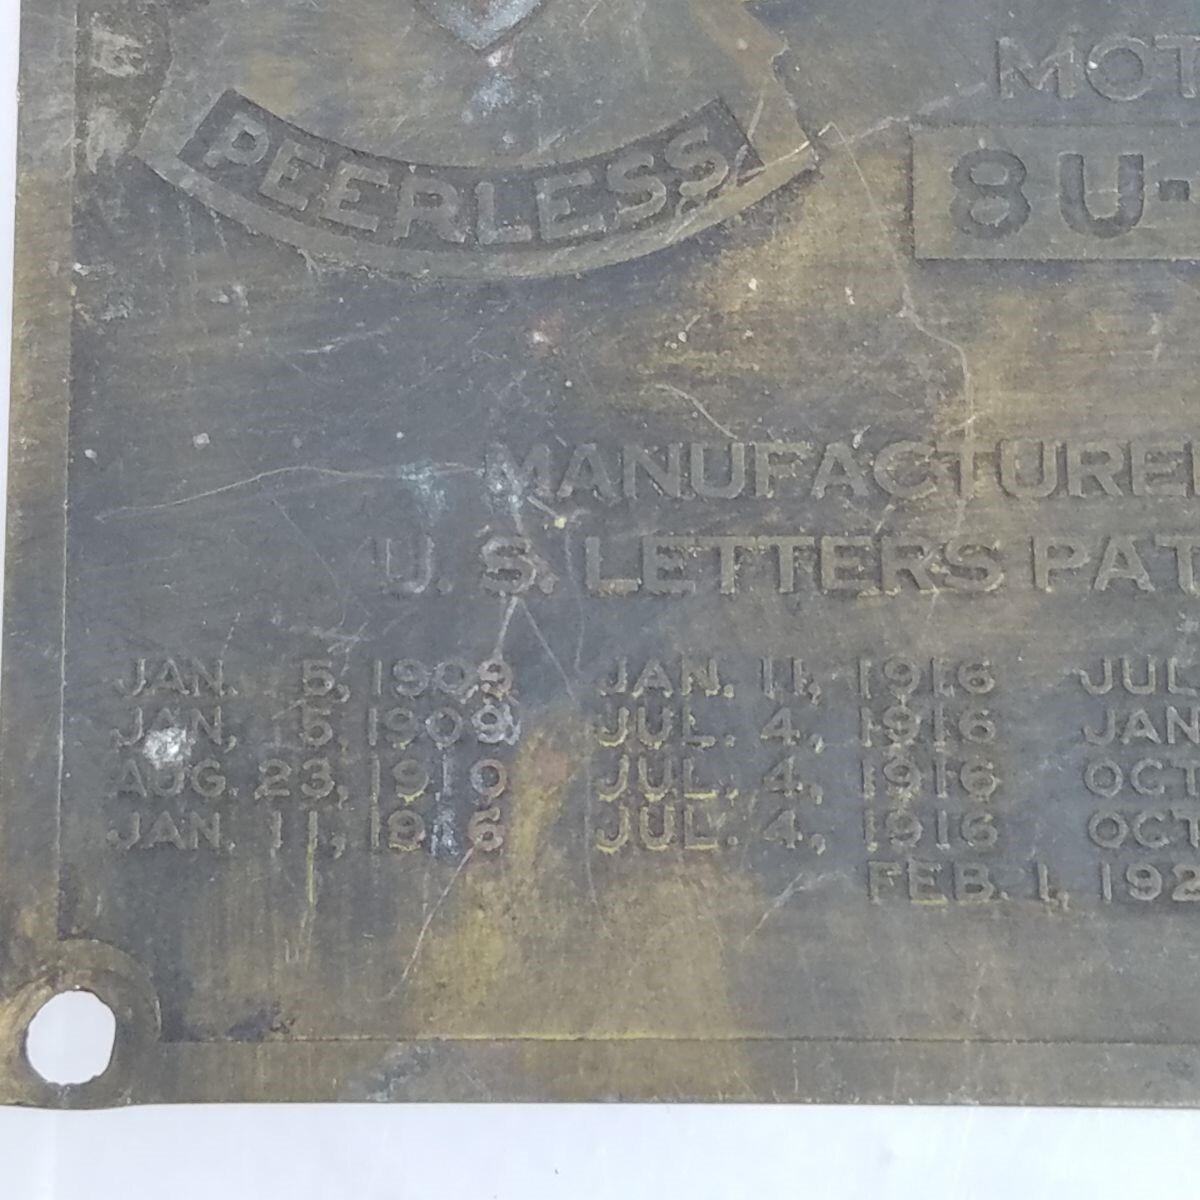 MOT
PEERLESS
8U-
MANUFACTURE
U. S. LETTERS PAT
JAN. 5, 1909 JAN. 11, 1916 JUL
JAN. 5, 1909 JUL. 4, 1916 JAN
AUG. 23, 1910 JUL. 4, 1916 OCT
JAN. 11, 1916 JUL. 4, 1916 OCT
FEB. 1, 192